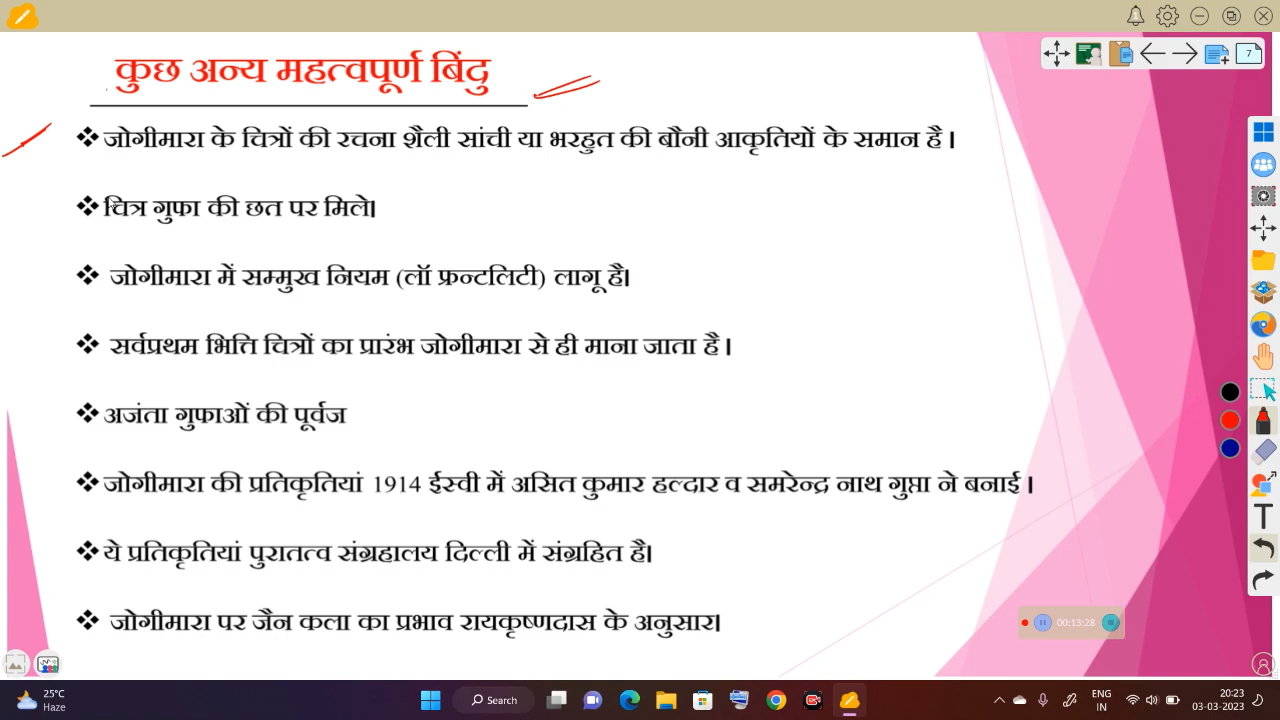 कुछ अन्य महत्वपूर्ण बिंदु
7
❖ जोगीमारा के चित्रों की रचना शैली सांची या भरहुत की बौनी आकृतियों के समान है।
❖ चित्र गुफा की छत पर मिले।
❖ जोगीमारा में सम्मुख नियम (लॉ फ्रन्टलिटी) लागू है।
❖ सर्वप्रथम भित्ति चित्रों का प्रारंभ जोगीमारा से ही माना जाता है।
❖ अजंता गुफाओं की पूर्वज
❖ जोगीमारा की प्रतिकृतियां 1914 ईस्वी में असित कुमार हल्दार व समरेन्द्र नाथ गुप्ता ने बनाई।
❖ ये प्रतिकृतियां पुरातत्व संग्रहालय दिल्ली में संग्रहित है।
❖ जोगीमारा पर जैन कला का प्रभाव रायकृष्णदास के अनुसार।
00:13:28
25°C
Haze
Search
ENG
IN
20:23
03-03-2023